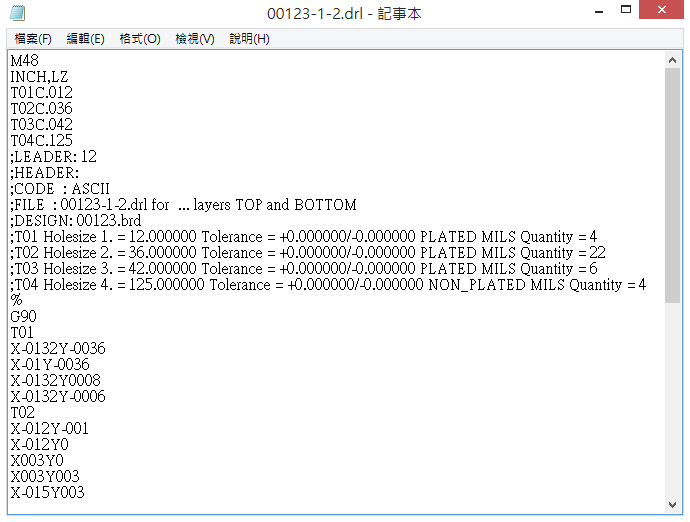 00123-1-2.drl - 記事本
檔案(F) 編輯(E) 格式(O) 檢視(V) 說明(H)
M48
INCH,LZ
T01C.012
T02C.036
T03C.042
T04C.125
;LEADER: 12
;HEADER:
;CODE  : ASCII
;FILE  : 00123-1-2.drl for  ... layers TOP and BOTTOM
;DESIGN: 00123.brd
;T01 Holesize 1. = 12.000000 Tolerance = +0.000000/-0.000000 PLATED MILS Quantity = 4
;T02 Holesize 2. = 36.000000 Tolerance = +0.000000/-0.000000 PLATED MILS Quantity = 22
;T03 Holesize 3. = 42.000000 Tolerance = +0.000000/-0.000000 PLATED MILS Quantity = 6
;T04 Holesize 4. = 125.000000 Tolerance = +0.000000/-0.000000 NON_PLATED MILS Quantity = 4
%
G90
T01
X-0132Y-0036
X-01Y-0036
X-0132Y0008
X-0132Y-0006
T02
X-012Y-001
X-012Y0
X003Y0
X003Y003
X-015Y003